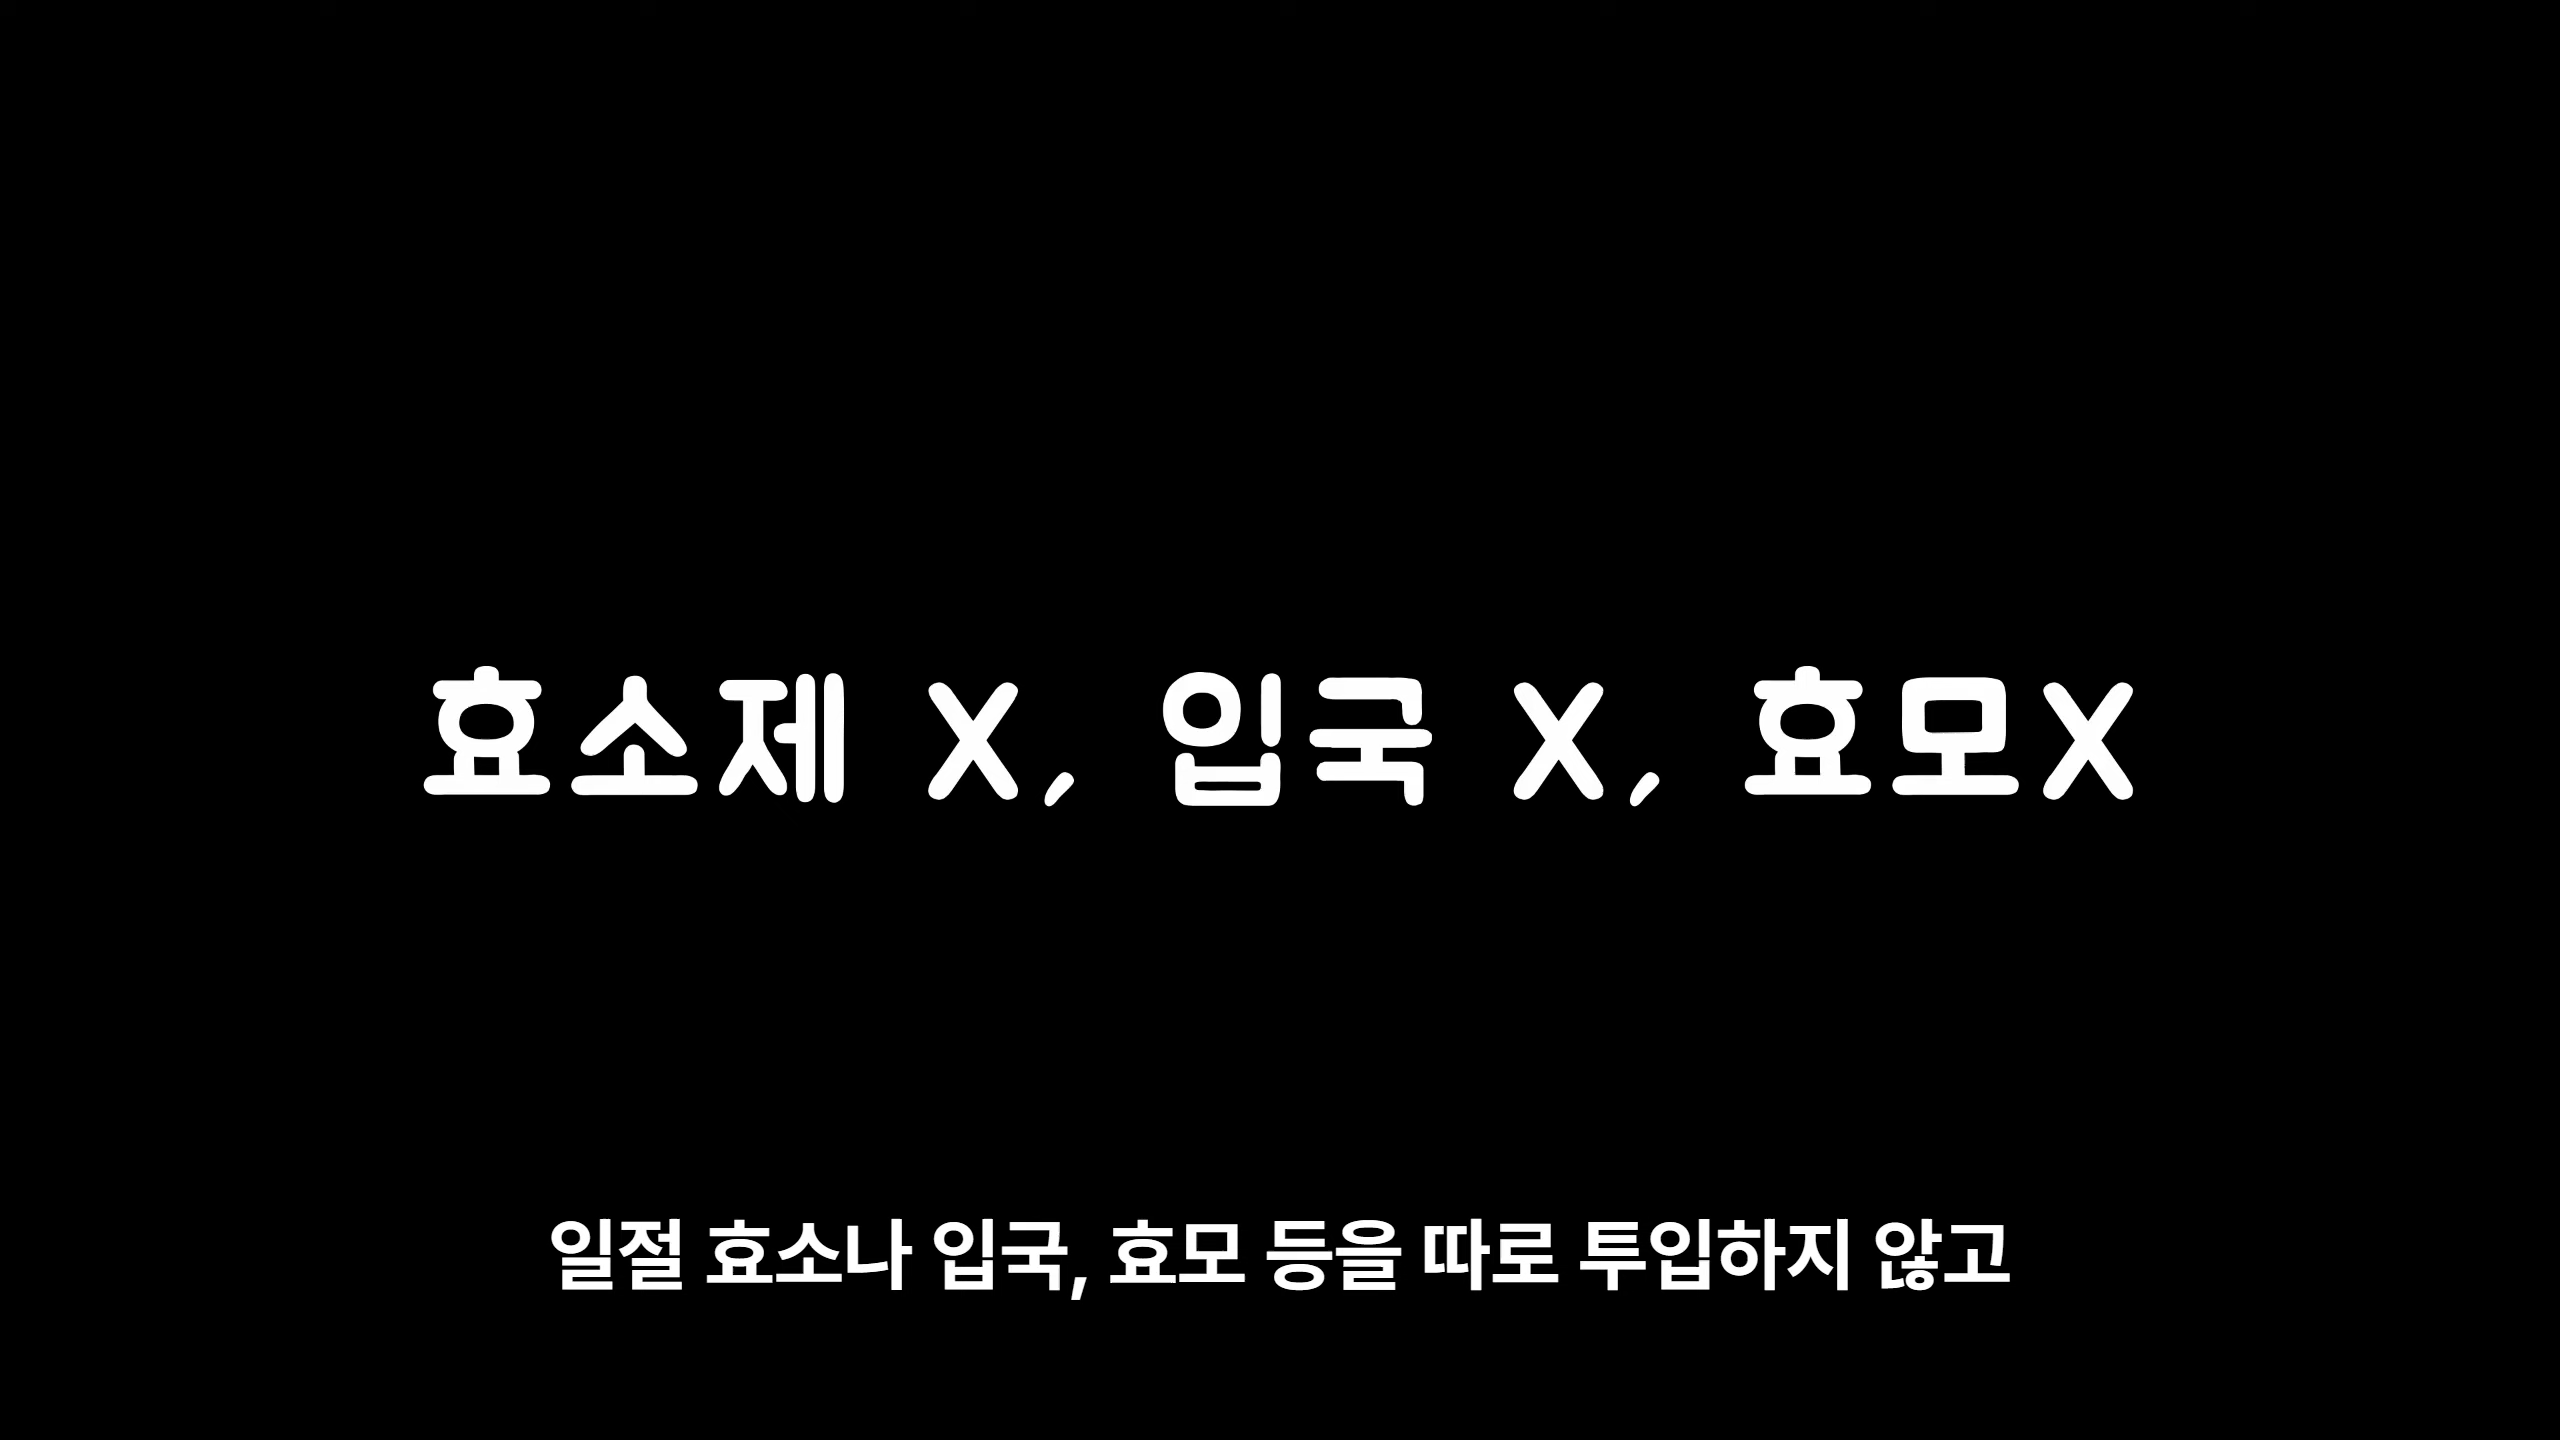 효소제 X, 입국 X, 효모X
일절 효소나 입국, 효모 등을 따로 투입하지 않고